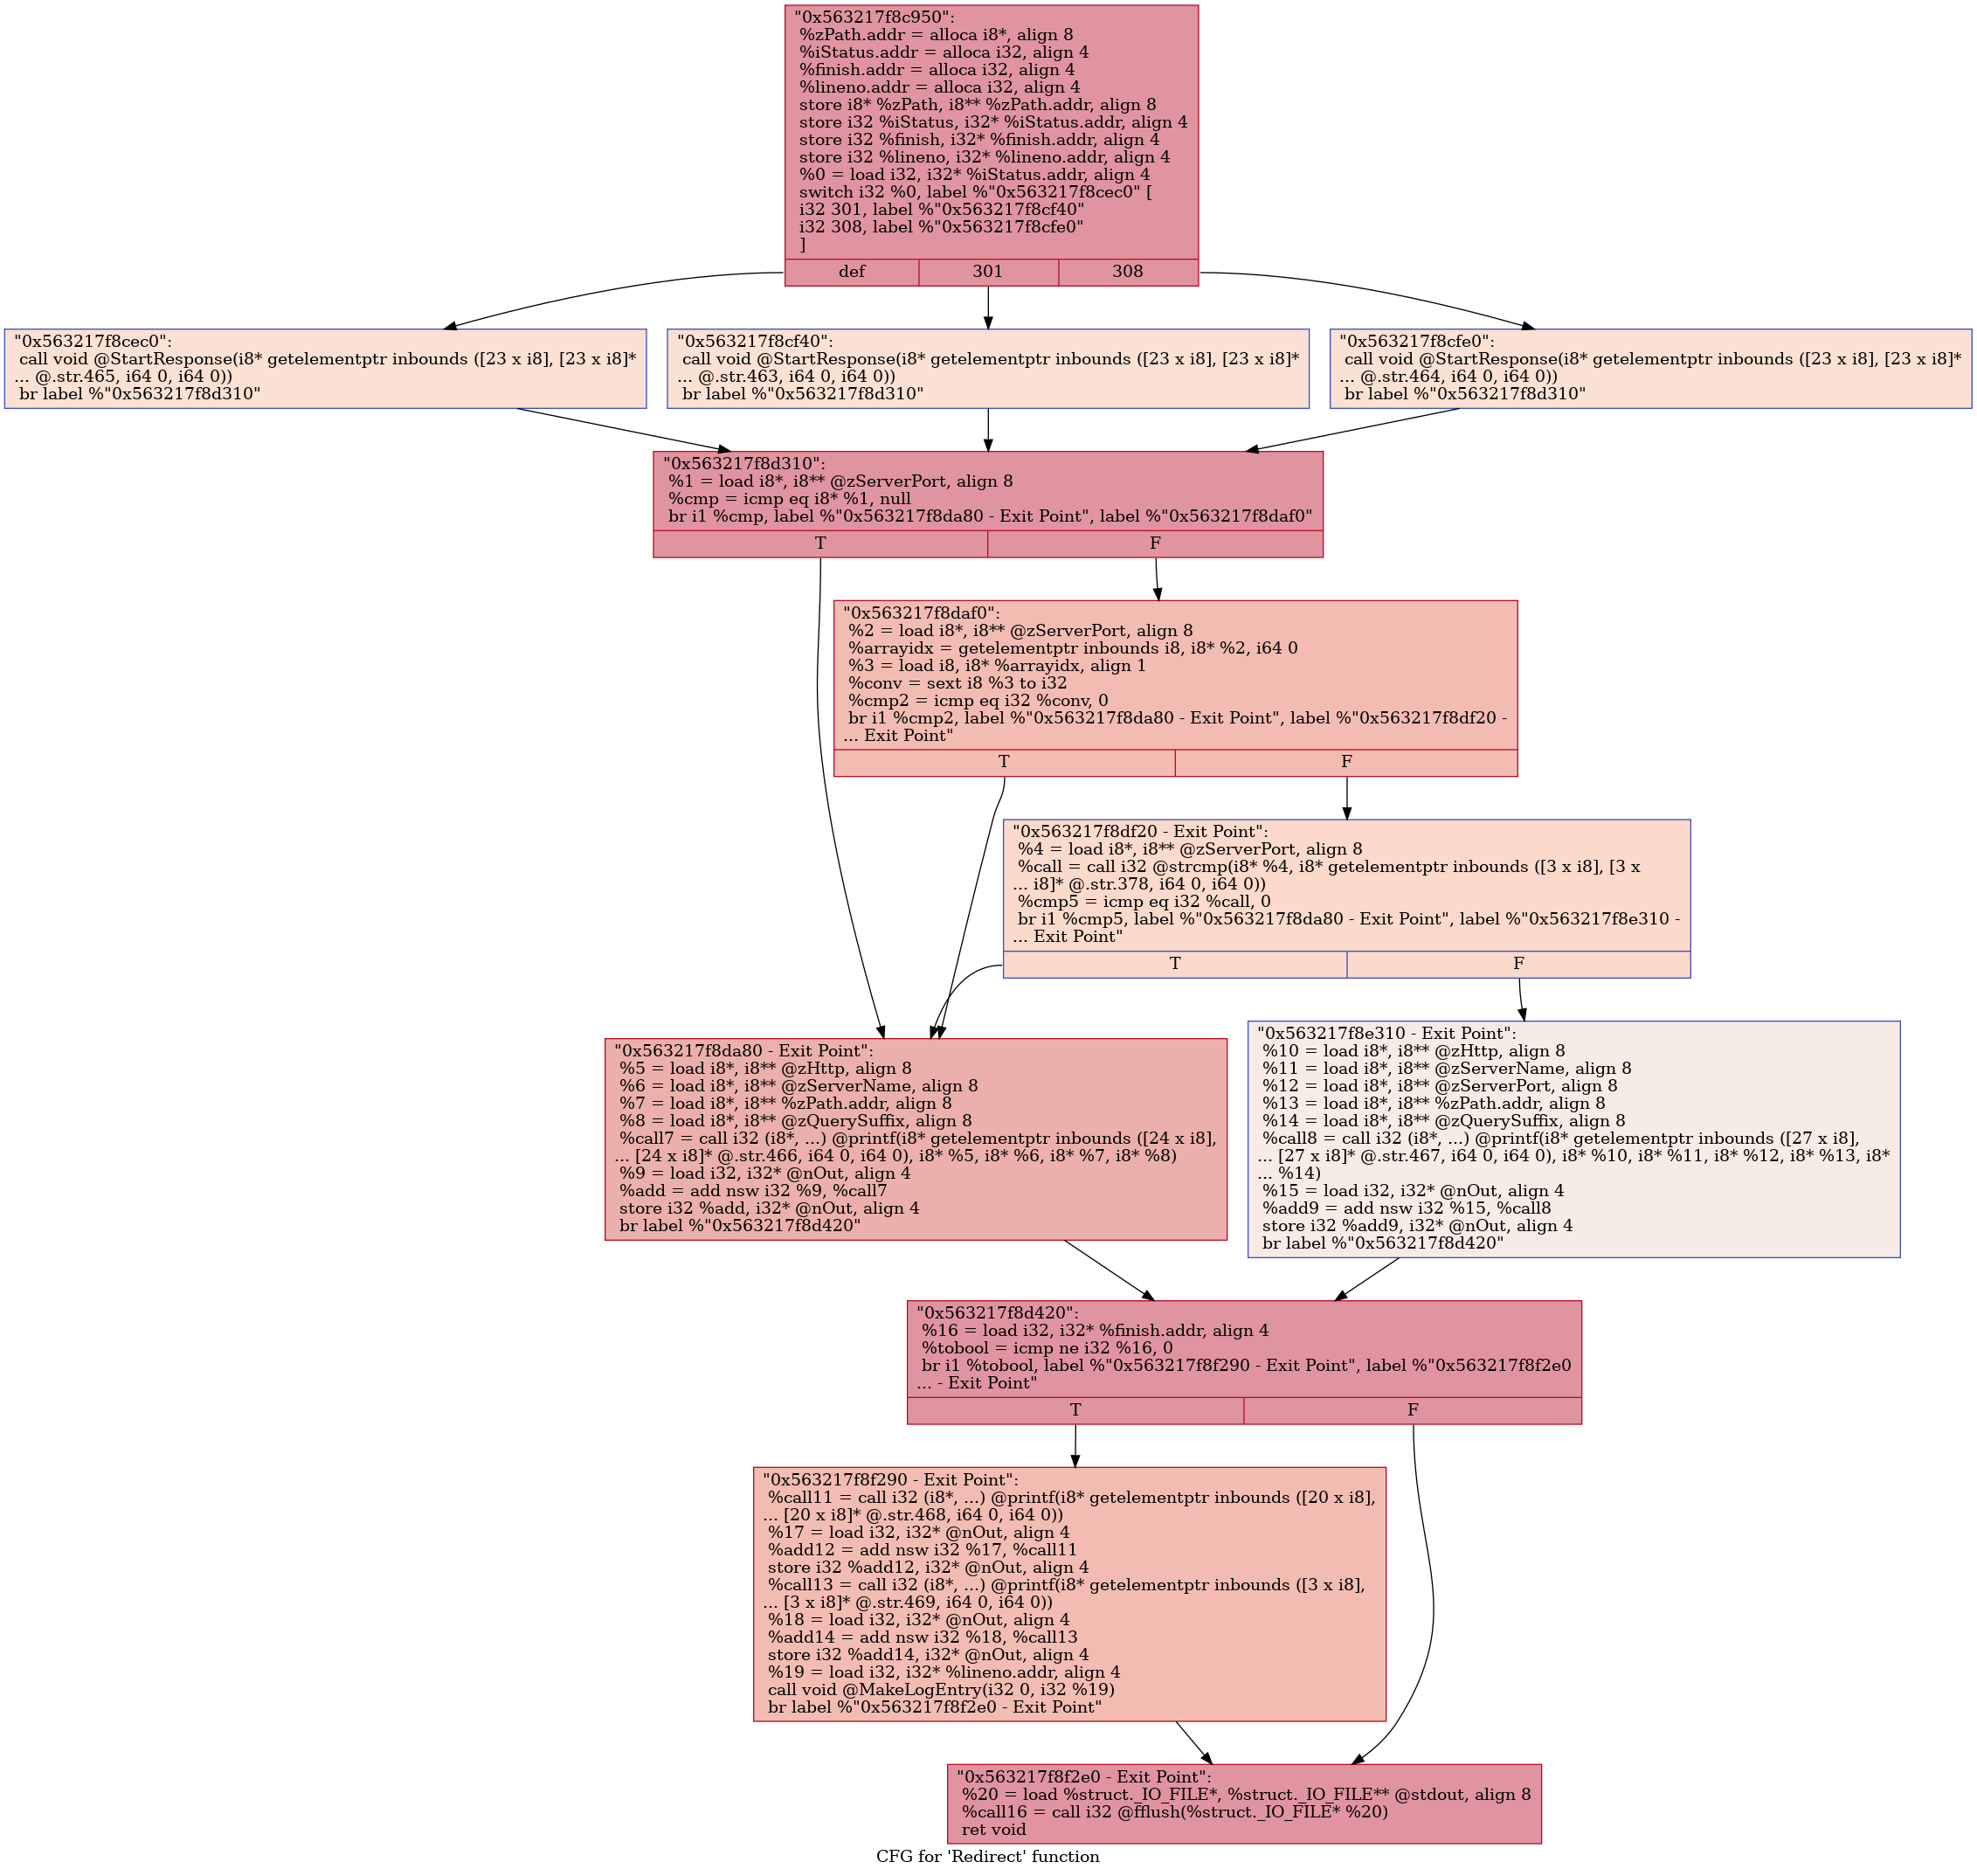 "0x563217f8c950":
%zPath.addr = alloca i8*, align 8
%iStatus.addr = alloca i32, align 4
%finish.addr = alloca i32, align 4
%lineno.addr = alloca i32, align 4
store i8* %zPath, i8** %zPath.addr, align 8
store i32 %iStatus, i32* %iStatus.addr, align 4
store i32 %finish, i32* %finish.addr, align 4
store i32 %lineno, i32* %lineno.addr, align 4
%0 = load i32, i32* %iStatus.addr, align 4
switch i32 %0, label %"0x563217f8cec0" [
i32 301, label %"0x563217f8cf40"
i32 308, label %"0x563217f8cfe0"
]
def 301 308
"0x563217f8cec0":
call void @StartResponse(i8* getelementptr inbounds ([23 x i8], [23 x i8]*
... @.str.465, i64 0, i64 0))
br label %"0x563217f8d310"
"0x563217f8cf40":
call void @StartResponse(i8* getelementptr inbounds ([23 x i8], [23 x i8]*
... @.str.463, i64 0, i64 0))
br label %"0x563217f8d310"
"0x563217f8cfe0":
call void @StartResponse(i8* getelementptr inbounds ([23 x i8], [23 x i8]*
... @.str.464, i64 0, i64 0))
br label %"0x563217f8d310"
"0x563217f8d310":
%1 = load i8*, i8** @zServerPort, align 8
%cmp = icmp eq i8* %1, null
br i1 %cmp, label %"0x563217f8da80 - Exit Point", label %"0x563217f8daf0"
T F
"0x563217f8daf0":
%2 = load i8*, i8** @zServerPort, align 8
%arrayidx = getelementptr inbounds i8, i8* %2, i64 0
%3 = load i8, i8* %arrayidx, align 1
%conv = sext i8 %3 to i32
%cmp2 = icmp eq i32 %conv, 0
br i1 %cmp2, label %"0x563217f8da80 - Exit Point", label %"0x563217f8df20 -
... Exit Point"
T F
"0x563217f8df20 - Exit Point":
%4 = load i8*, i8** @zServerPort, align 8
%call = call i32 @strcmp(i8* %4, i8* getelementptr inbounds ([3 x i8], [3 x
... i8]* @.str.378, i64 0, i64 0))
%cmp5 = icmp eq i32 %call, 0
br i1 %cmp5, label %"0x563217f8da80 - Exit Point", label %"0x563217f8e310 -
... Exit Point"
T F
"0x563217f8da80 - Exit Point":
%5 = load i8*, i8** @zHttp, align 8
%6 = load i8*, i8** @zServerName, align 8
%7 = load i8*, i8** %zPath.addr, align 8
%8 = load i8*, i8** @zQuerySuffix, align 8
%call7 = call i32 (i8*, ...) @printf(i8* getelementptr inbounds ([24 x i8],
... [24 x i8]* @.str.466, i64 0, i64 0), i8* %5, i8* %6, i8* %7, i8* %8)
%9 = load i32, i32* @nOut, align 4
%add = add nsw i32 %9, %call7
store i32 %add, i32* @nOut, align 4
br label %"0x563217f8d420"
"0x563217f8e310 - Exit Point":
%10 = load i8*, i8** @zHttp, align 8
%11 = load i8*, i8** @zServerName, align 8
%12 = load i8*, i8** @zServerPort, align 8
%13 = load i8*, i8** %zPath.addr, align 8
%14 = load i8*, i8** @zQuerySuffix, align 8
%call8 = call i32 (i8*, ...) @printf(i8* getelementptr inbounds ([27 x i8],
... [27 x i8]* @.str.467, i64 0, i64 0), i8* %10, i8* %11, i8* %12, i8* %13, i8*
... %14)
%15 = load i32, i32* @nOut, align 4
%add9 = add nsw i32 %15, %call8
store i32 %add9, i32* @nOut, align 4
br label %"0x563217f8d420"
"0x563217f8d420":
%16 = load i32, i32* %finish.addr, align 4
%tobool = icmp ne i32 %16, 0
br i1 %tobool, label %"0x563217f8f290 - Exit Point", label %"0x563217f8f2e0
... - Exit Point"
T F
"0x563217f8f290 - Exit Point":
%call11 = call i32 (i8*, ...) @printf(i8* getelementptr inbounds ([20 x i8],
... [20 x i8]* @.str.468, i64 0, i64 0))
%17 = load i32, i32* @nOut, align 4
%add12 = add nsw i32 %17, %call11
store i32 %add12, i32* @nOut, align 4
%call13 = call i32 (i8*, ...) @printf(i8* getelementptr inbounds ([3 x i8],
... [3 x i8]* @.str.469, i64 0, i64 0))
%18 = load i32, i32* @nOut, align 4
%add14 = add nsw i32 %18, %call13
store i32 %add14, i32* @nOut, align 4
%19 = load i32, i32* %lineno.addr, align 4
call void @MakeLogEntry(i32 0, i32 %19)
br label %"0x563217f8f2e0 - Exit Point"
"0x563217f8f2e0 - Exit Point":
%20 = load %struct._IO_FILE*, %struct._IO_FILE** @stdout, align 8
%call16 = call i32 @fflush(%struct._IO_FILE* %20)
ret void
CFG for 'Redirect' function